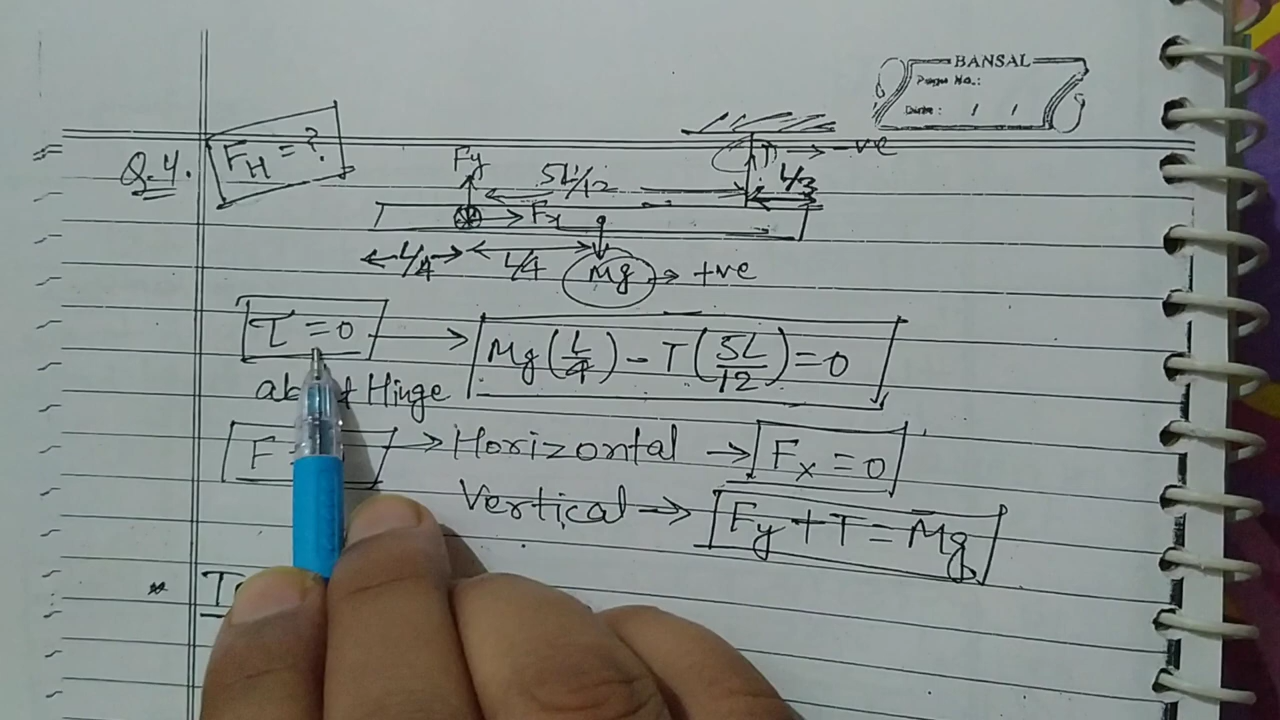 BANSAL
Page No.:
Date: / /
Q.4. F_H = ?
T → -ve
Fy 5L/12 L/3
Fx
L/4 L/4 Mg → +ve
τ = 0 → Mg(L/4) - T(5L/12) = 0
Hinge
F → Horizontal → Fx = 0
Vertical → Fy + T = Mg
*